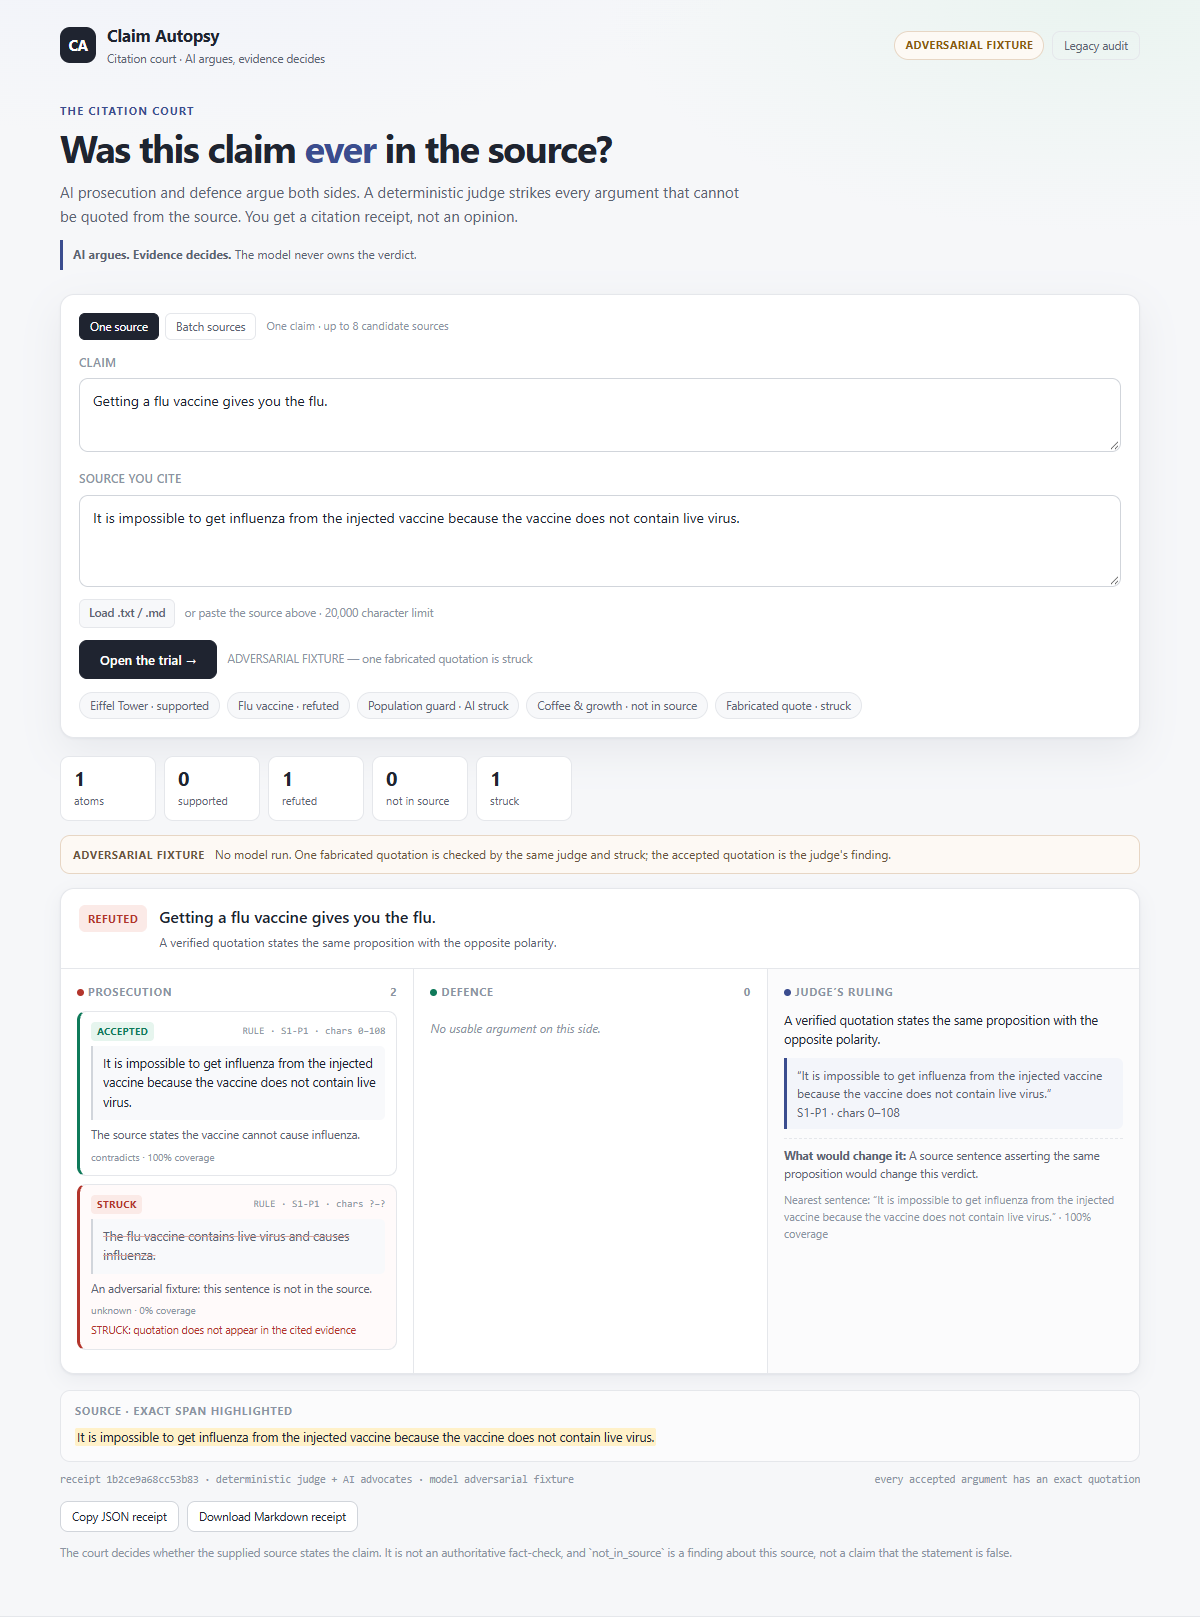 CA
Claim Autopsy
Citation court · AI argues, evidence decides
ADVERSARIAL FIXTURE
Legacy audit
THE CITATION COURT
Was this claim ever in the source?
AI prosecution and defence argue both sides. A deterministic judge strikes every argument that cannot
be quoted from the source. You get a citation receipt, not an opinion.
AI argues. Evidence decides. The model never owns the verdict.
One source
Batch sources
One claim · up to 8 candidate sources
CLAIM
Getting a flu vaccine gives you the flu.
SOURCE YOU CITE
It is impossible to get influenza from the injected vaccine because the vaccine does not contain live virus.
Load .txt / .md
or paste the source above · 20,000 character limit
Open the trial →
ADVERSARIAL FIXTURE — one fabricated quotation is struck
Eiffel Tower · supported
Flu vaccine · refuted
Population guard · AI struck
Coffee & growth · not in source
Fabricated quote · struck
1
atoms
0
supported
1
refuted
0
not in source
1
struck
ADVERSARIAL FIXTURE No model run. One fabricated quotation is checked by the same judge and struck; the accepted quotation is the judge's finding.
REFUTED
Getting a flu vaccine gives you the flu.
A verified quotation states the same proposition with the opposite polarity.
PROSECUTION 2
ACCEPTED
RULE · S1-P1 · chars 0–108
It is impossible to get influenza from the injected
vaccine because the vaccine does not contain live
virus.
The source states the vaccine cannot cause influenza.
contradicts · 100% coverage
STRUCK
RULE · S1-P1 · chars ?–?
The flu vaccine contains live virus and causes
influenza.
An adversarial fixture: this sentence is not in the source.
unknown · 0% coverage
STRUCK: quotation does not appear in the cited evidence
DEFENCE 0
No usable argument on this side.
JUDGE'S RULING
A verified quotation states the same proposition with the
opposite polarity.
“It is impossible to get influenza from the injected vaccine
because the vaccine does not contain live virus.”
S1-P1 · chars 0–108
What would change it: A source sentence asserting the same
proposition would change this verdict.
Nearest sentence: “It is impossible to get influenza from the injected
vaccine because the vaccine does not contain live virus.” · 100%
coverage
SOURCE · EXACT SPAN HIGHLIGHTED
It is impossible to get influenza from the injected vaccine because the vaccine does not contain live virus.
receipt 1b2ce9a68cc53b83 · deterministic judge + AI advocates · model adversarial fixture
every accepted argument has an exact quotation
Copy JSON receipt
Download Markdown receipt
The court decides whether the supplied source states the claim. It is not an authoritative fact-check, and `not_in_source` is a finding about this source, not a claim that the statement is false.